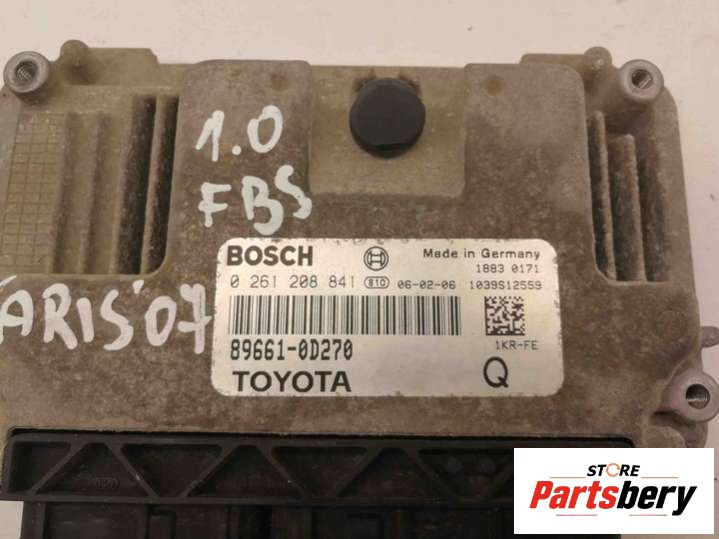 1.0
FBS
ARIS'07
BOSCH
Made in Germany
1883 0171
0 261 208 841 810 06-02-06 1039S12559
89661-0D270
1KR-FE
TOYOTA
Q
STORE
Partsbery